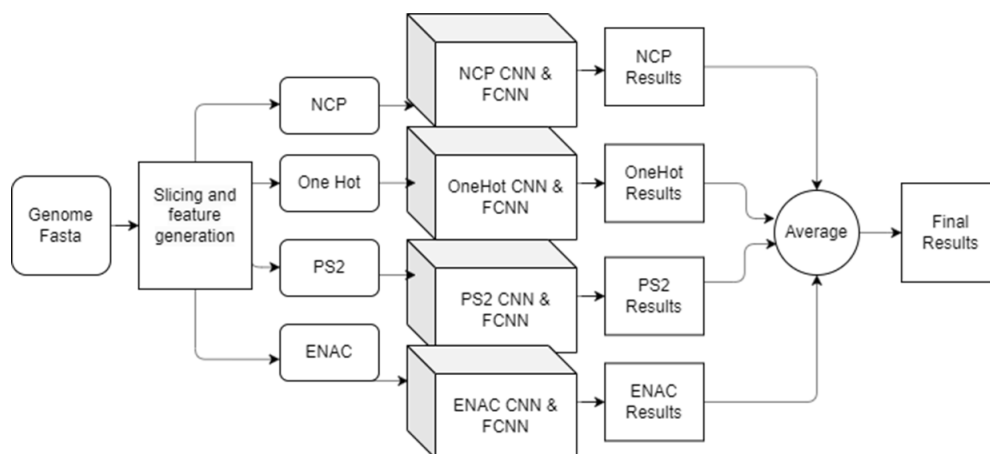 Genome
Fasta
Slicing and
feature
generation
NCP
One Hot
PS2
ENAC
NCP CNN &
FCNN
OneHot CNN &
FCNN
PS2 CNN &
FCNN
ENAC CNN &
FCNN
NCP
Results
OneHot
Results
PS2
Results
ENAC
Results
Average
Final
Results